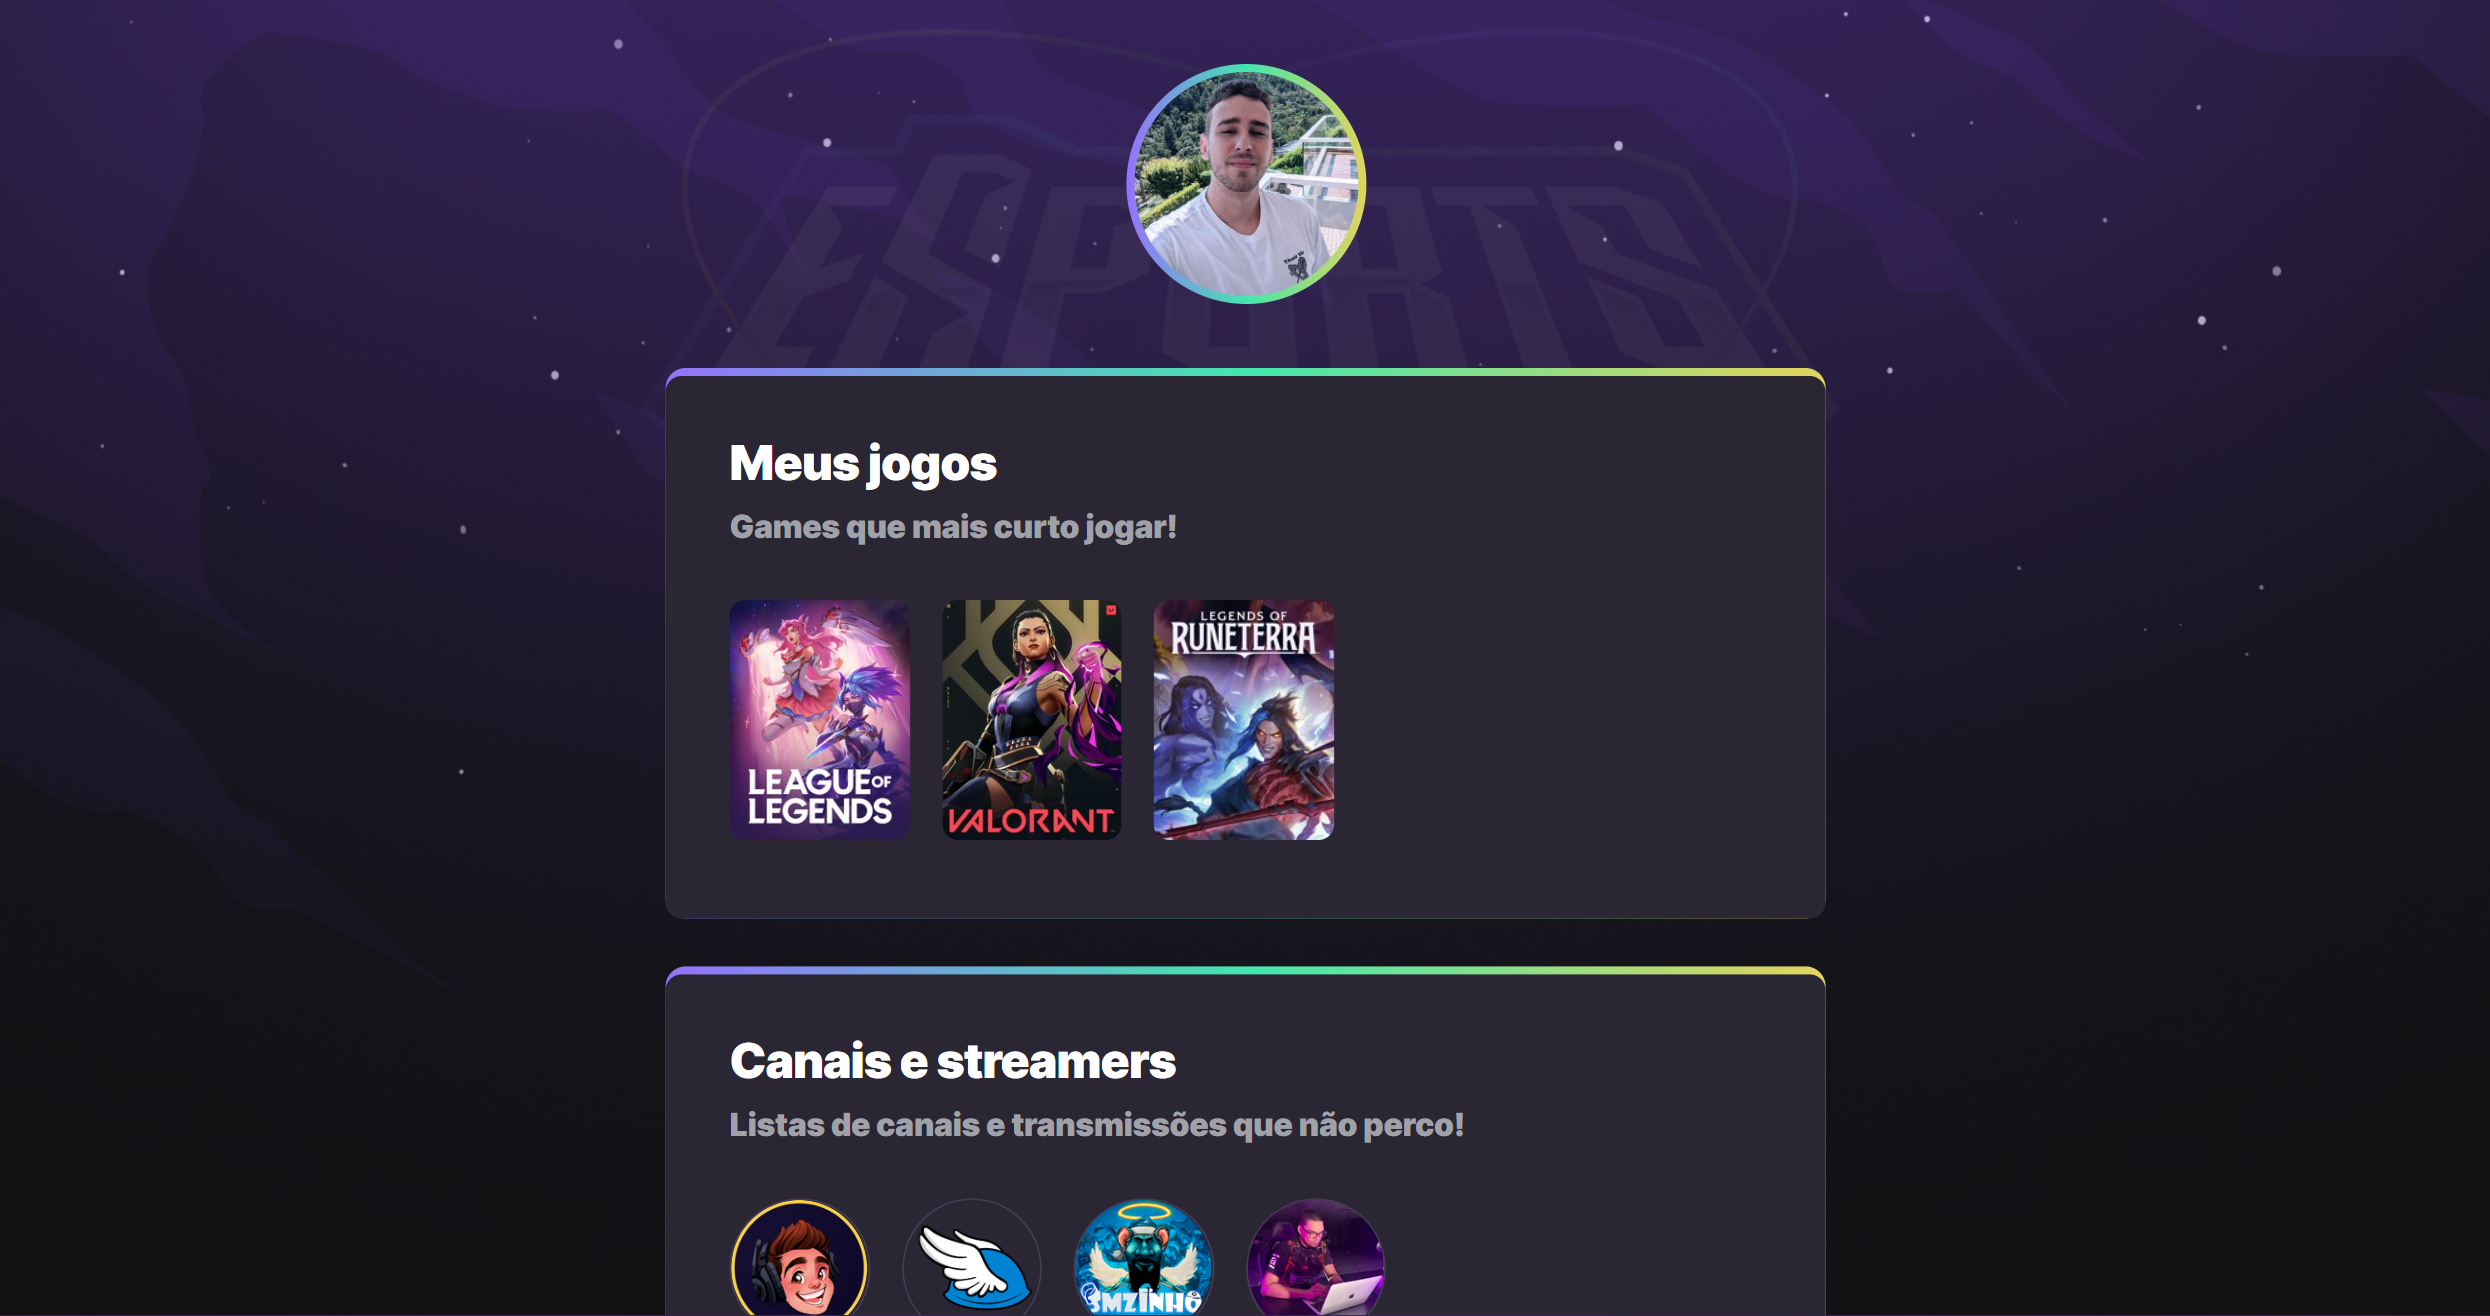 ESPORTS
Meus jogos
Games que mais curto jogar!
LEAGUE OF
LEGENDS
VALORANT
LEGENDS OF
RUNETERRA
Canais e streamers
Listas de canais e transmissões que não perco!